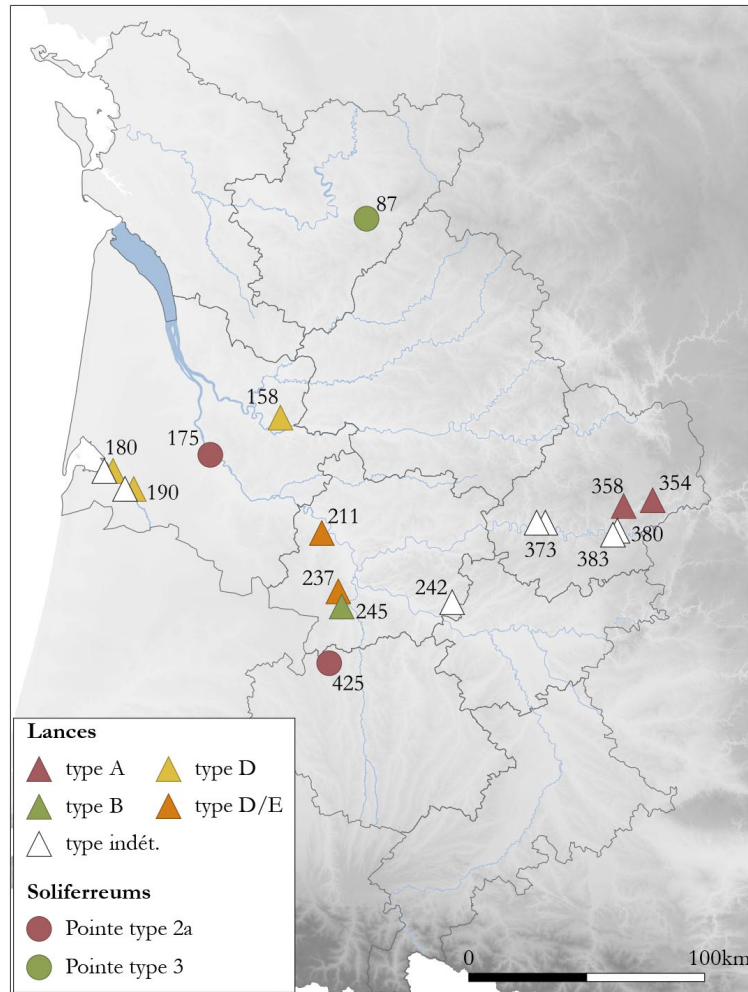 87
158
175
180
190
358
354
211
373
383
380
237
245
242
425
Lances
type A
type D
type B
type D/E
type indét.
Soliferreums
Pointe type 2a
Pointe type 3
0
100km